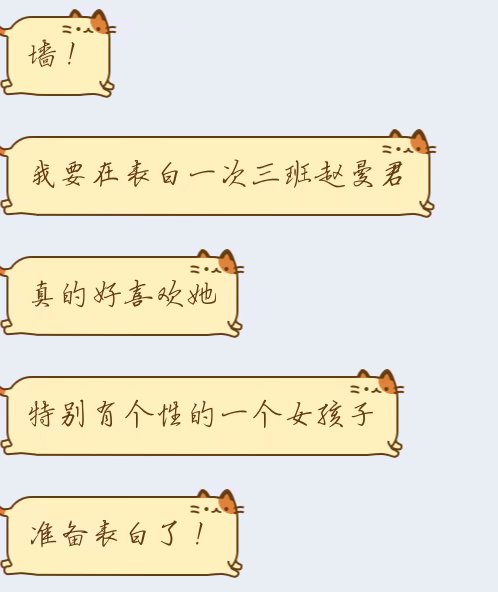 墙！
我要在表白一次三班赵曼君
真的好喜欢她
特别有个性的一个女孩子
准备表白了！